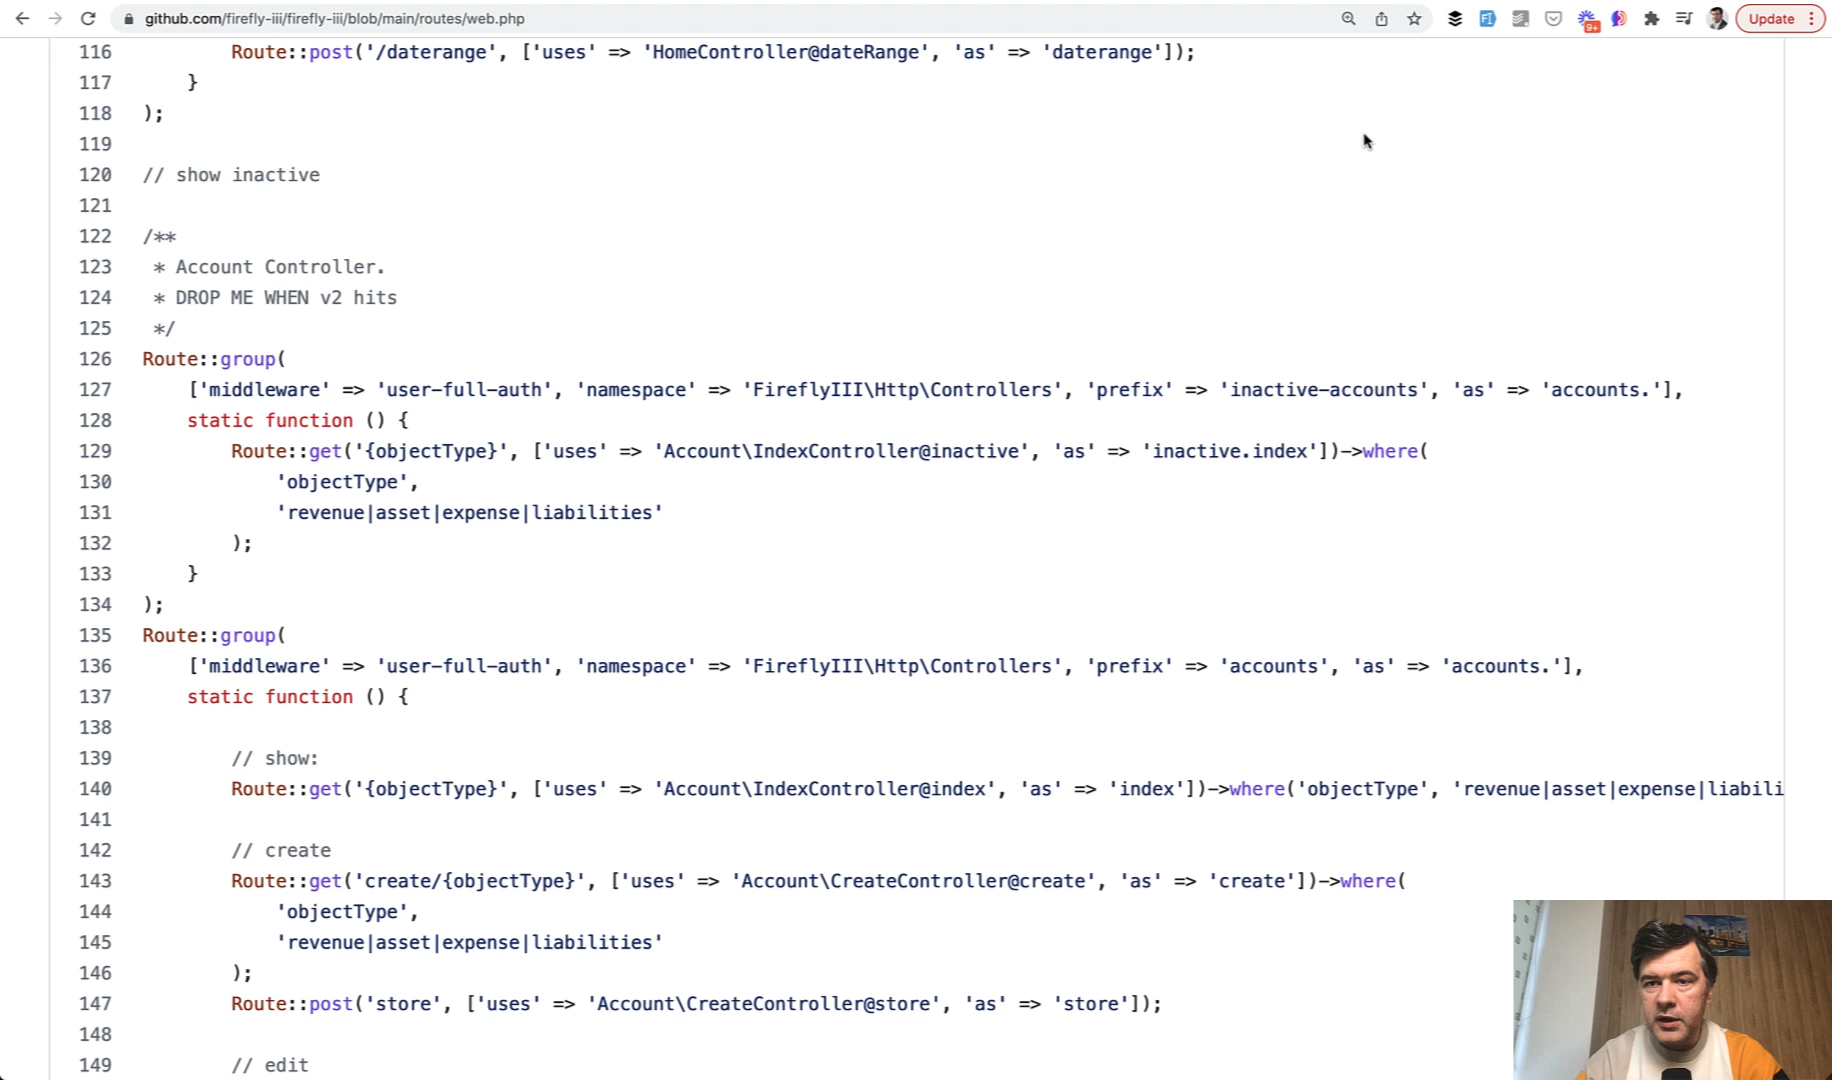 github.com/firefly-iii/firefly-iii/blob/main/routes/web.php
9+
Update
116 Route::post('/daterange', ['uses' => 'HomeController@dateRange', 'as' => 'daterange']);
117 }
118 );
119
120 // show inactive
121
122 /**
123 * Account Controller.
124 * DROP ME WHEN v2 hits
125 */
126 Route::group(
127 ['middleware' => 'user-full-auth', 'namespace' => 'FireflyIII\Http\Controllers', 'prefix' => 'inactive-accounts', 'as' => 'accounts.'],
128 static function () {
129 Route::get('{objectType}', ['uses' => 'Account\IndexController@inactive', 'as' => 'inactive.index'])->where(
130 'objectType',
131 'revenue|asset|expense|liabilities'
132 );
133 }
134 );
135 Route::group(
136 ['middleware' => 'user-full-auth', 'namespace' => 'FireflyIII\Http\Controllers', 'prefix' => 'accounts', 'as' => 'accounts.'],
137 static function () {
138
139 // show:
140 Route::get('{objectType}', ['uses' => 'Account\IndexController@index', 'as' => 'index'])->where('objectType', 'revenue|asset|expense|liabili
141
142 // create
143 Route::get('create/{objectType}', ['uses' => 'Account\CreateController@create', 'as' => 'create'])->where(
144 'objectType',
145 'revenue|asset|expense|liabilities'
146 );
147 Route::post('store', ['uses' => 'Account\CreateController@store', 'as' => 'store']);
148
149 // edit